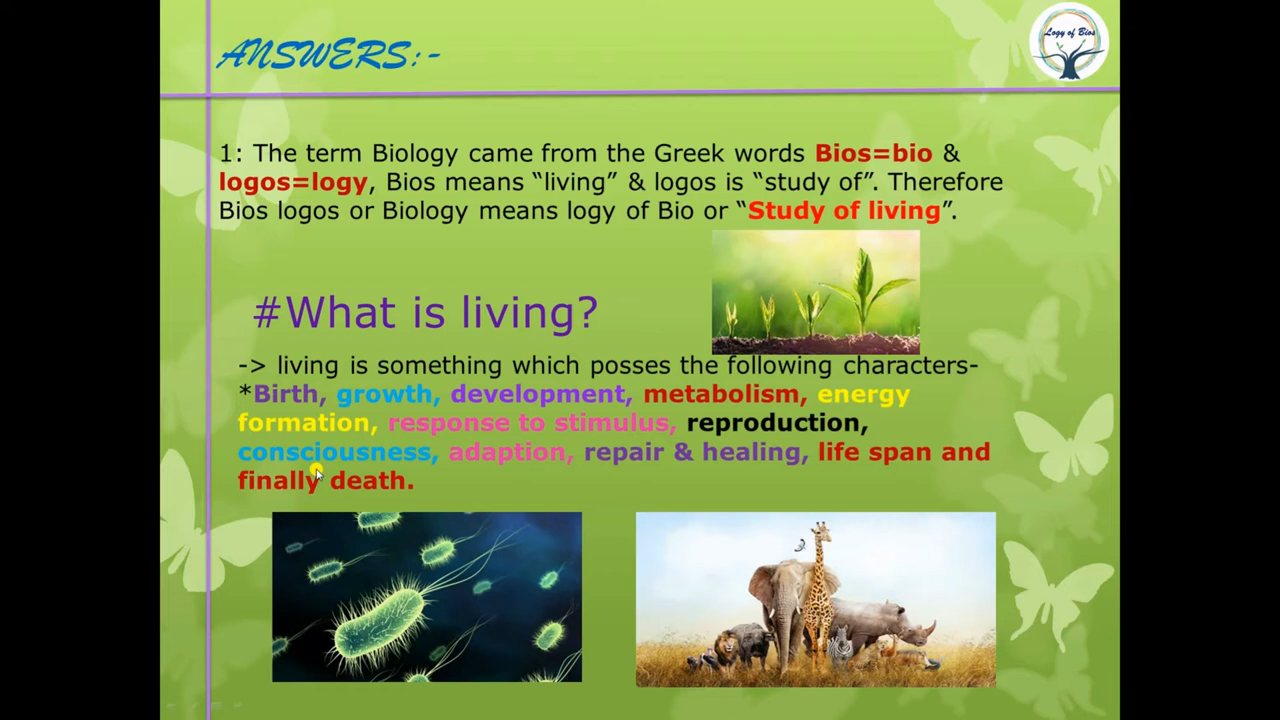 ANSWERS:-
Logy of Bios
1: The term Biology came from the Greek words Bios=bio &
logos=logy, Bios means “living” & logos is “study of”. Therefore
Bios logos or Biology means logy of Bio or “Study of living”.
#What is living?
-> living is something which posses the following characters-
*Birth, growth, development, metabolism, energy
formation, response to stimulus, reproduction,
consciousness, adaption, repair & healing, life span and
finally death.